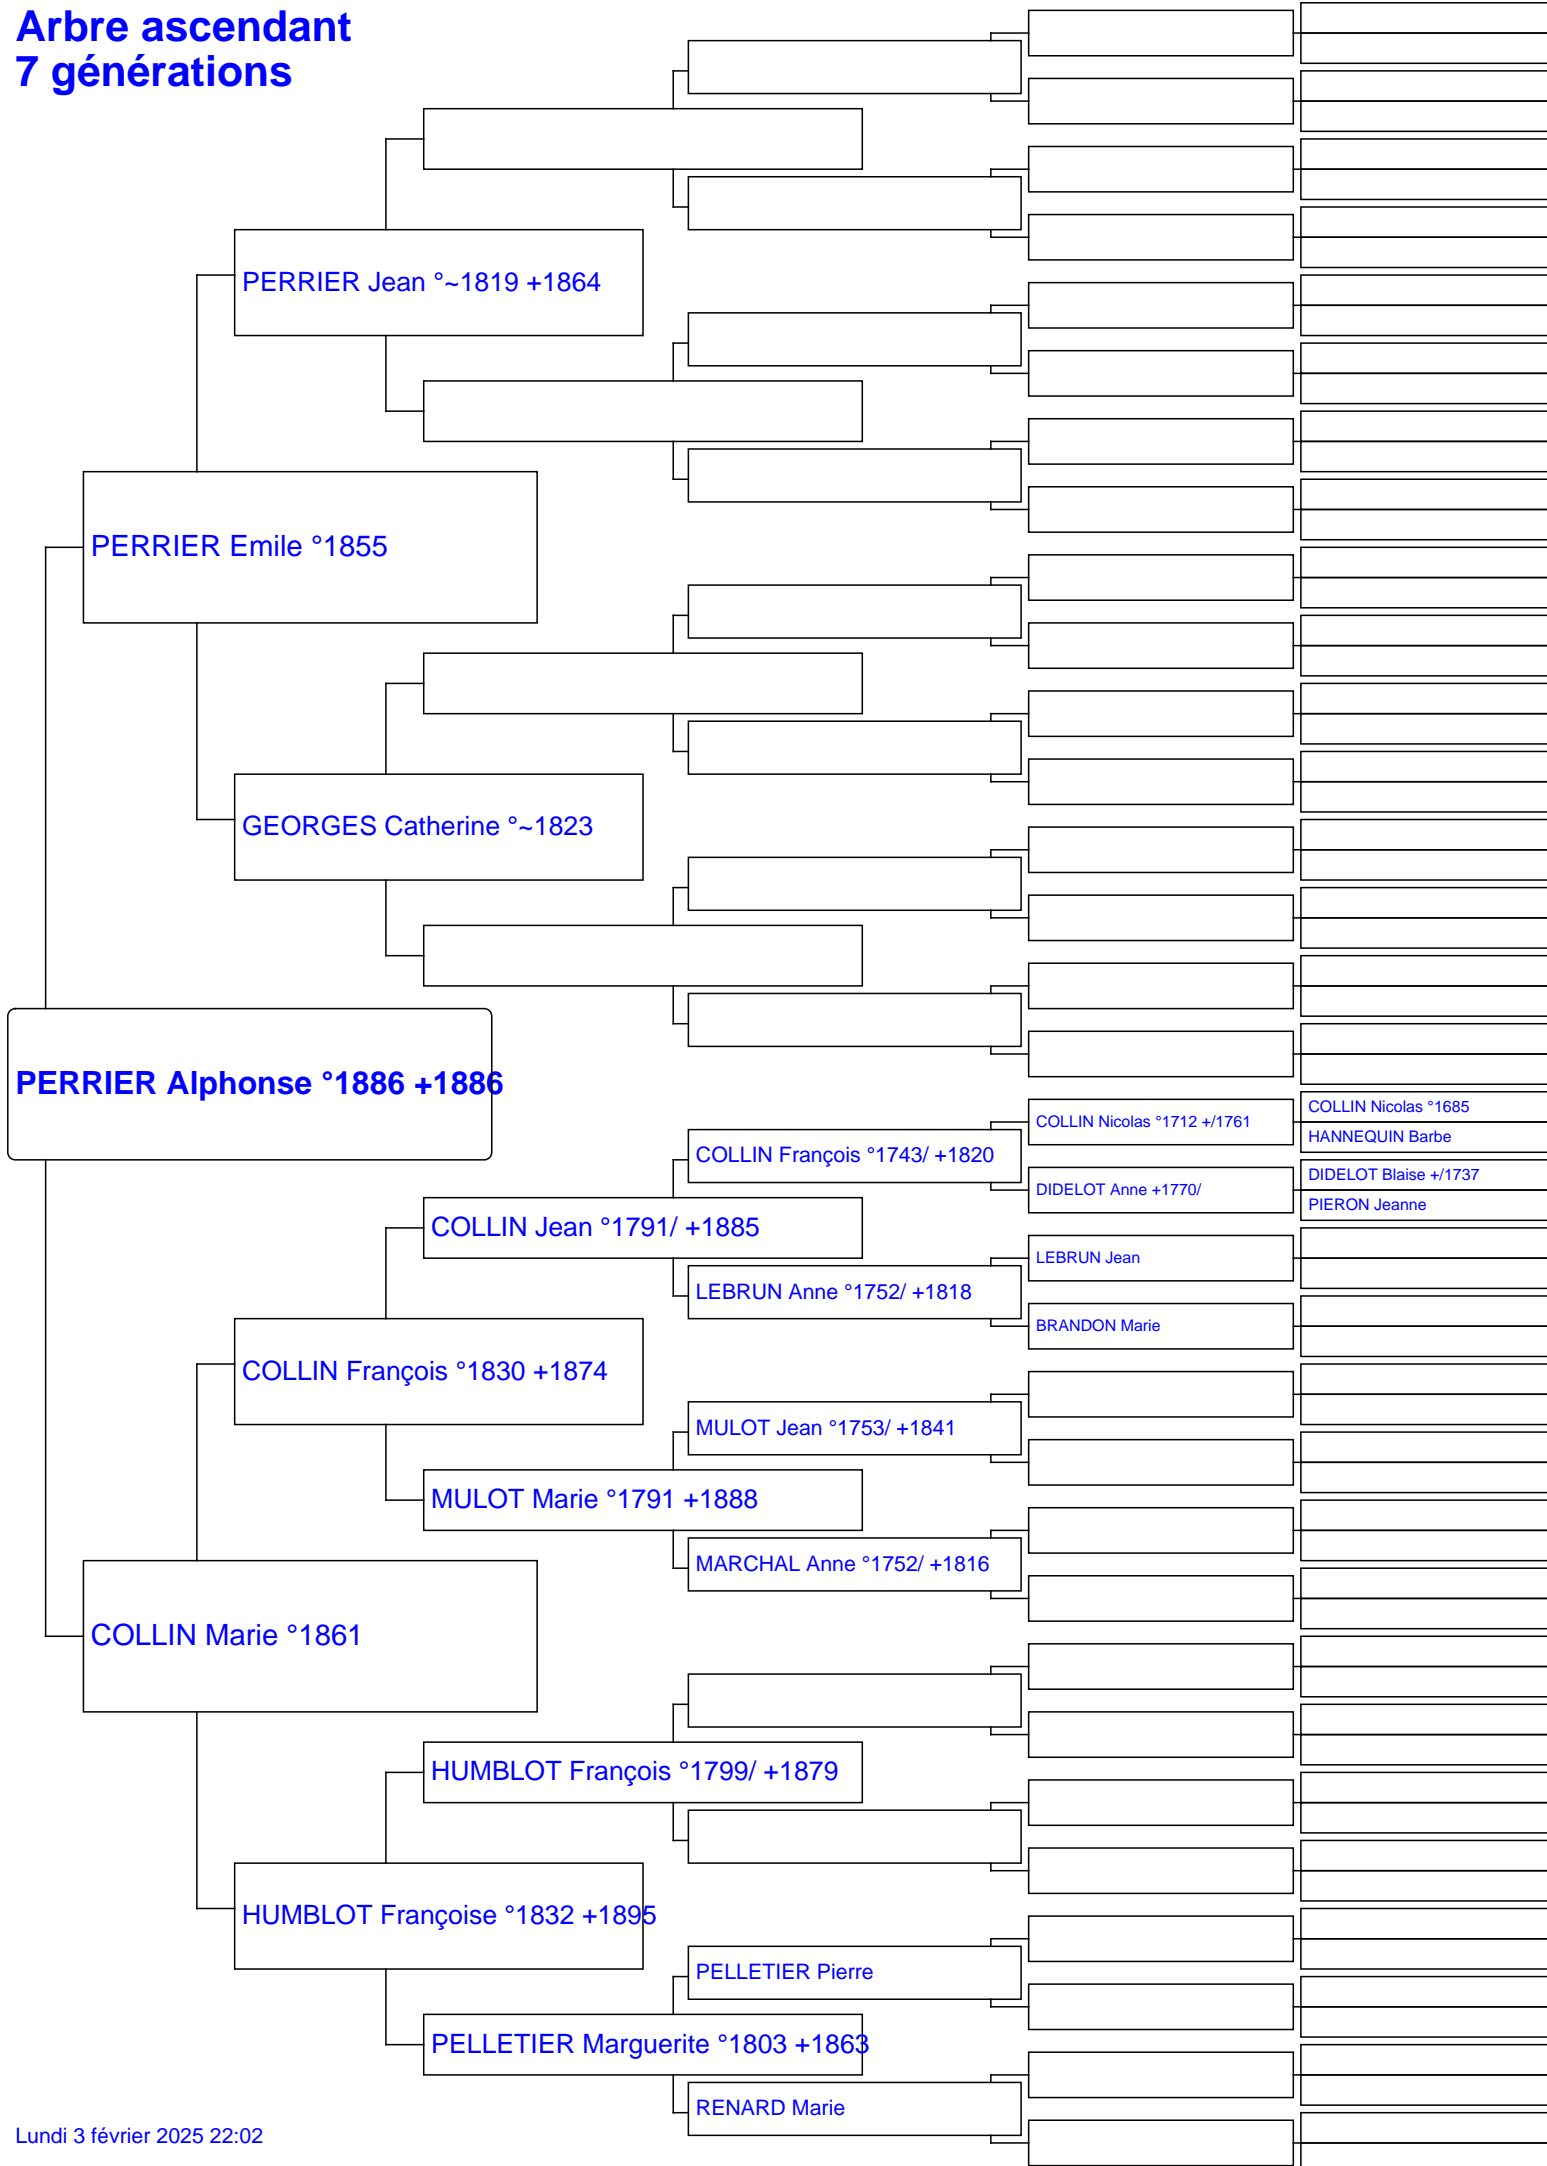 Arbre ascendant
7 générations
PERRIER Jean °~1819 +1864
PERRIER Emile °1855
GEORGES Catherine °~1823
PERRIER Alphonse °1886 +1886
COLLIN Nicolas °1685
COLLIN Nicolas °1712 +/1761
HANNEQUIN Barbe
COLLIN François °1743/ +1820
DIDELOT Blaise +/1737
DIDELOT Anne +1770/
PIERON Jeanne
COLLIN Jean °1791/ +1885
LEBRUN Jean
LEBRUN Anne °1752/ +1818
BRANDON Marie
COLLIN François °1830 +1874
MULOT Jean °1753/ +1841
MULOT Marie °1791 +1888
MARCHAL Anne °1752/ +1816
COLLIN Marie °1861
HUMBLOT François °1799/ +1879
HUMBLOT Françoise °1832 +1895
PELLETIER Pierre
PELLETIER Marguerite °1803 +1863
RENARD Marie
Lundi 3 février 2025 22:02